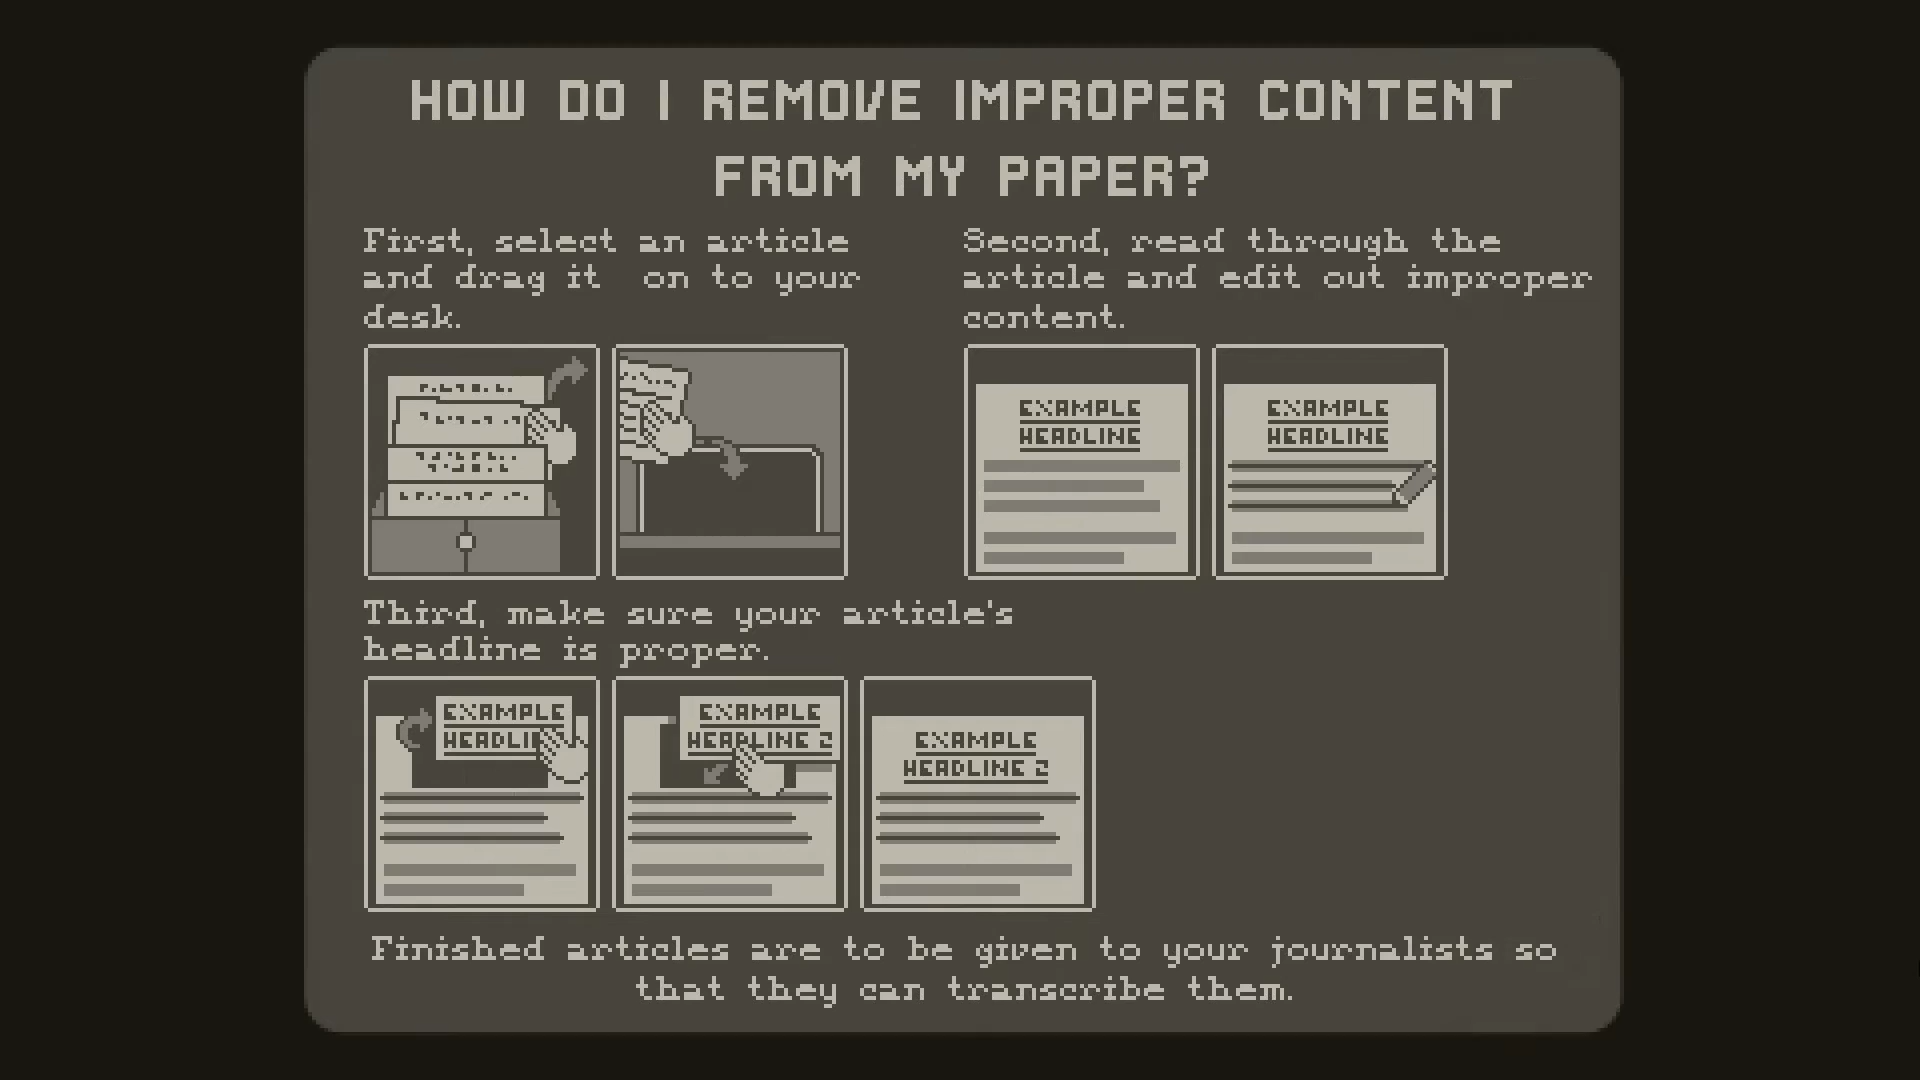 HOW DO I REMOVE IMPROPER CONTENT
FROM MY PAPER?
First, select an article
and drag it on to your
desk.
Second, read through the
article and edit out improper
content.
EXAMPLE
HEADLINE
EXAMPLE
HEADLINE
Third, make sure your article's
headline is proper.
EXAMPLE
EXAMPLE
HEADLINE 2
EXAMPLE
HEADLINE 2
Finished articles are to be given to your journalists so
that they can transcribe them.